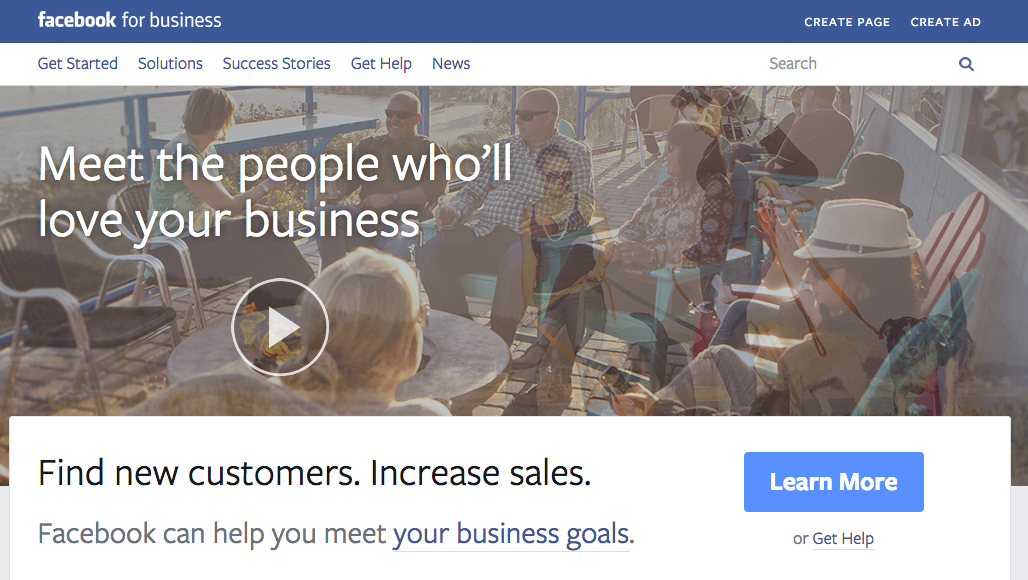 facebook for business
CREATE PAGE
CREATE AD
Get Started
Solutions
Success Stories
Get Help
News
Search
Meet the people who’ll
love your business
Find new customers. Increase sales.
Learn More
Facebook can help you meet your business goals.
or Get Help